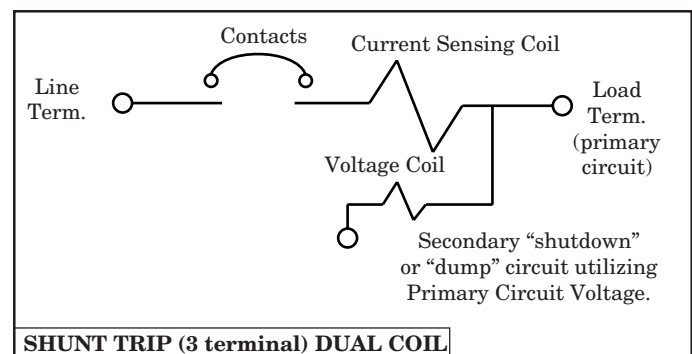 Contacts
Current Sensing Coil
Line
Term.
Load
Term.
(primary
circuit)
Voltage Coil
Secondary “shutdown”
or “dump” circuit utilizing
Primary Circuit Voltage.
SHUNT TRIP (3 terminal) DUAL COIL